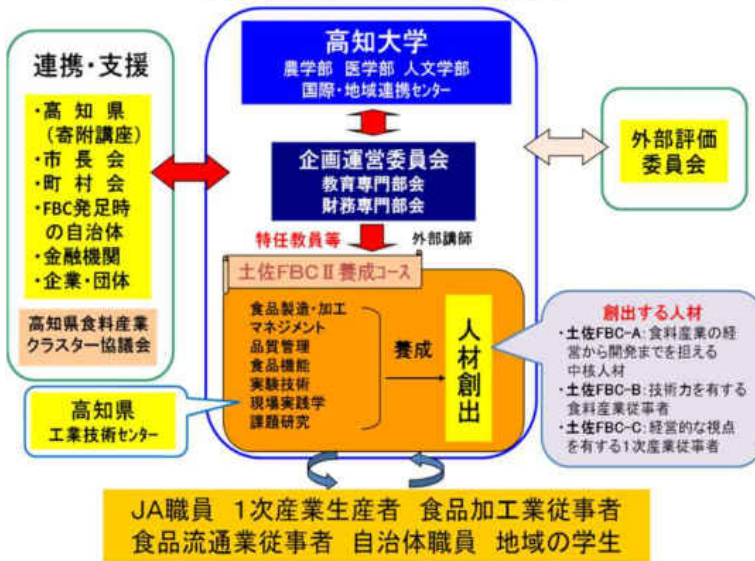 連携・支援
・高知県
(寄附講座)
・市長会
・町村会
・FBC発足時
の自治体
・金融機関
・企業・団体
高知県食料産業
クラスター協議会
高知大学
農学部 医学部 人文学部
国際・地域連携センター
企画運営委員会
教育専門部会
財務専門部会
特任教員等 外部講師
外部評価
委員会
土佐FBCⅡ養成コース
食品製造・加工
マネジメント
品質管理
食品機能
実験技術
現場実践学
課題研究
養成
人材創出
高知県
工業技術センター
創出する人材
・土佐FBC-A:食料産業の経
営から開発までを担える
中核人材
・土佐FBC-B:技術力を有する
食料産業従事者
・土佐FBC-C:経営的な視点
を有する1次産業従事者
JA職員 1次産業生産者 食品加工業従事者
食品流通業従事者 自治体職員 地域の学生